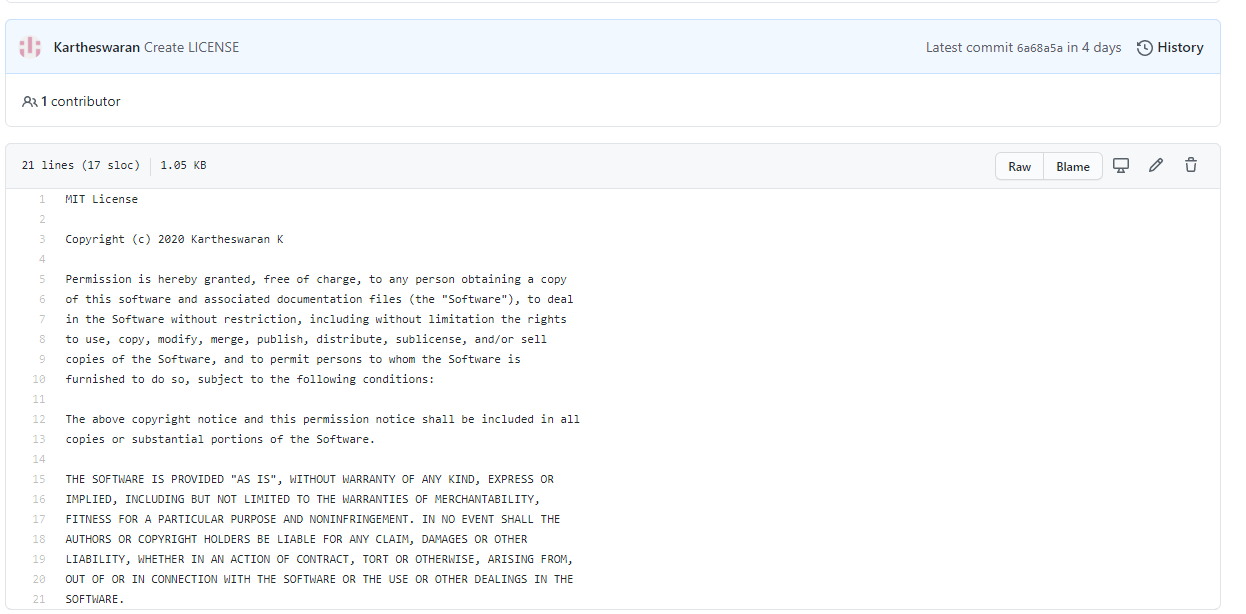 Kartheswaran Create LICENSE
Latest commit 6a68a5a in 4 days History
1 contributor
21 lines (17 sloc) 1.05 KB
Raw Blame
1 MIT License
2
3 Copyright (c) 2020 Kartheswaran K
4
5 Permission is hereby granted, free of charge, to any person obtaining a copy
6 of this software and associated documentation files (the "Software"), to deal
7 in the Software without restriction, including without limitation the rights
8 to use, copy, modify, merge, publish, distribute, sublicense, and/or sell
9 copies of the Software, and to permit persons to whom the Software is
10 furnished to do so, subject to the following conditions:
11
12 The above copyright notice and this permission notice shall be included in all
13 copies or substantial portions of the Software.
14
15 THE SOFTWARE IS PROVIDED "AS IS", WITHOUT WARRANTY OF ANY KIND, EXPRESS OR
16 IMPLIED, INCLUDING BUT NOT LIMITED TO THE WARRANTIES OF MERCHANTABILITY,
17 FITNESS FOR A PARTICULAR PURPOSE AND NONINFRINGEMENT. IN NO EVENT SHALL THE
18 AUTHORS OR COPYRIGHT HOLDERS BE LIABLE FOR ANY CLAIM, DAMAGES OR OTHER
19 LIABILITY, WHETHER IN AN ACTION OF CONTRACT, TORT OR OTHERWISE, ARISING FROM,
20 OUT OF OR IN CONNECTION WITH THE SOFTWARE OR THE USE OR OTHER DEALINGS IN THE
21 SOFTWARE.